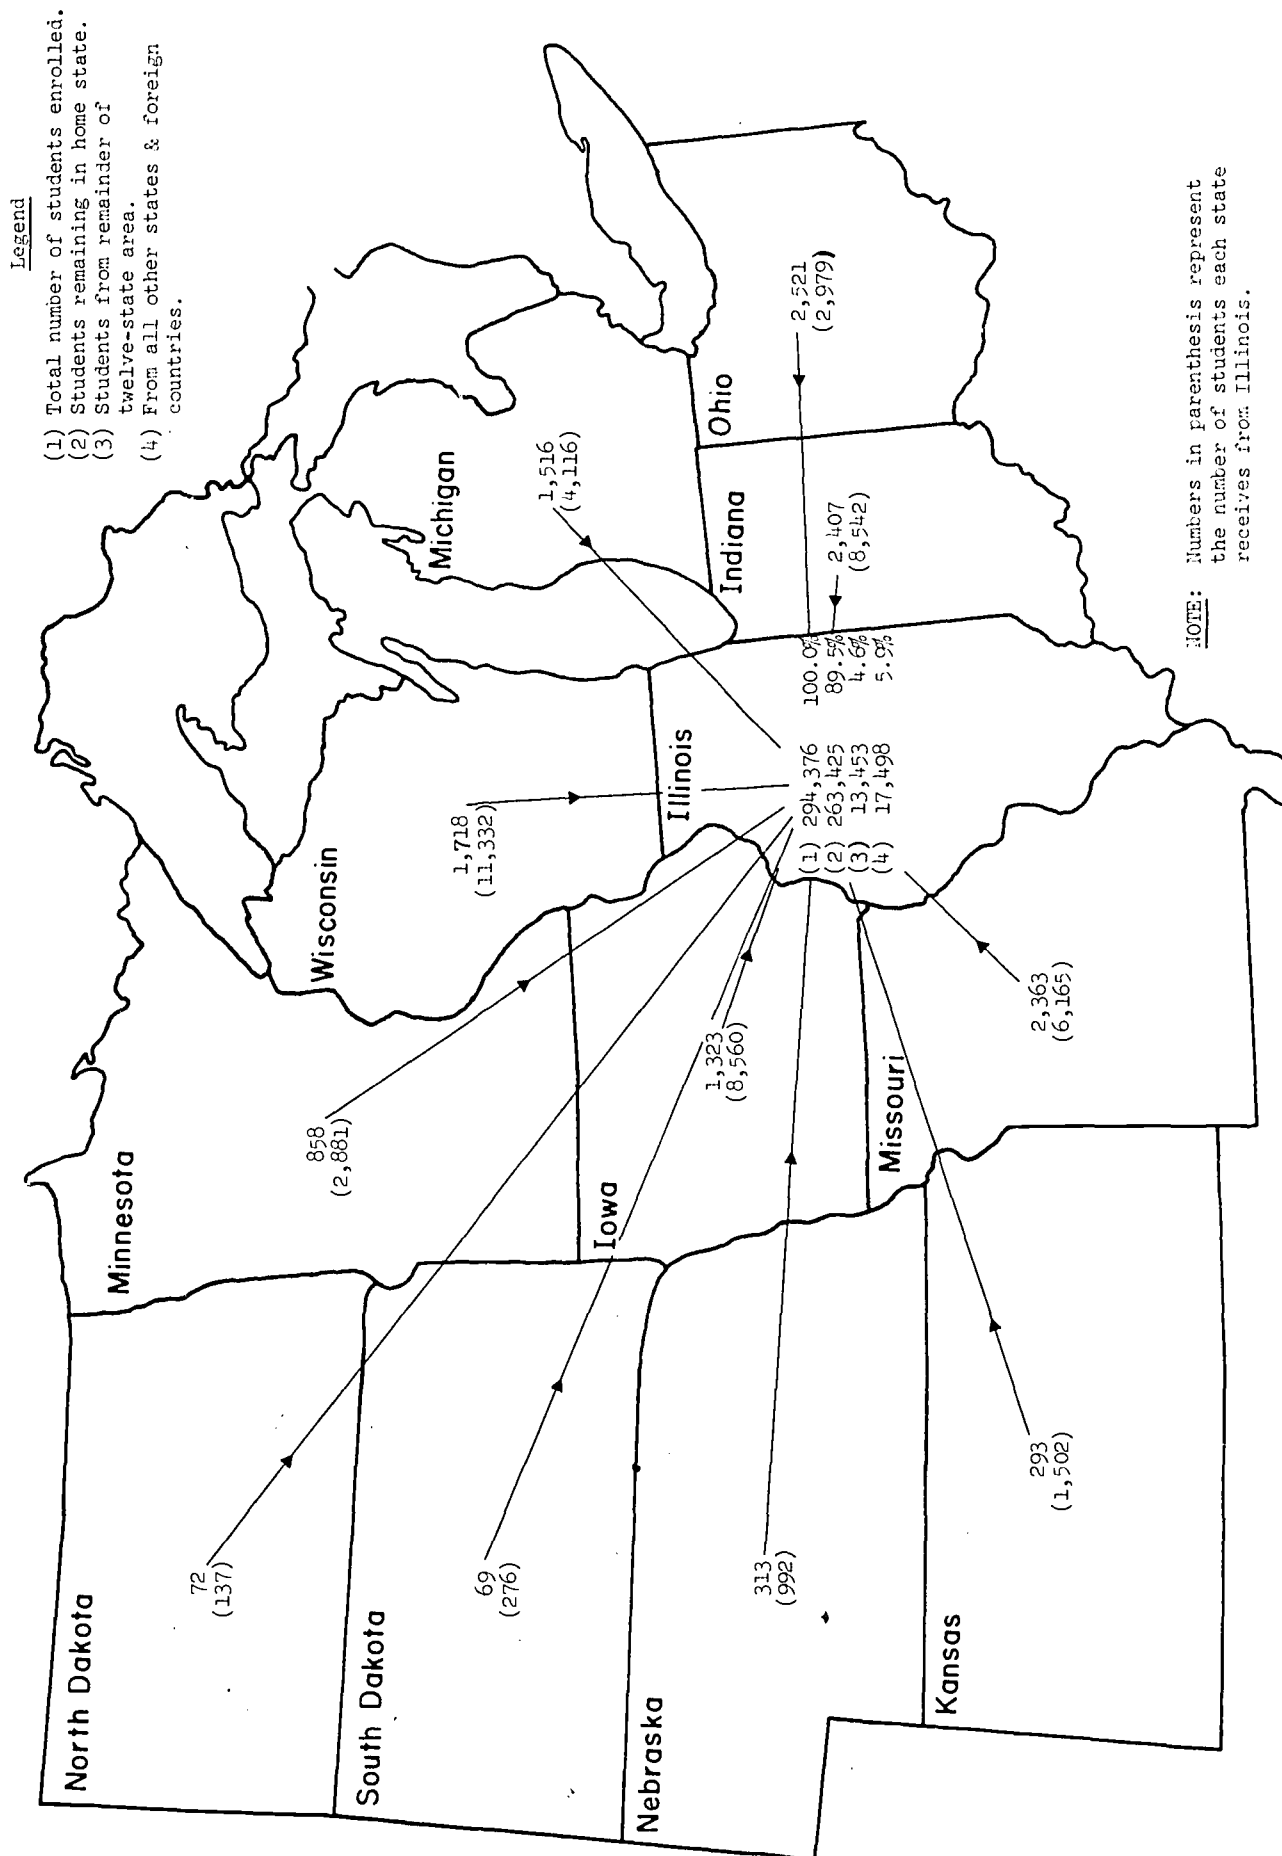 Legend
(1) Total number of students enrolled.
(2) Students remaining in home state.
(3) Students from remainder of
twelve-state area.
(4) From all other states & foreign
countries.
North Dakota
72
(137)
Minnesota
858
(2,881)
South Dakota
69
(276)
Wisconsin
1,718
(11,332)
Michigan
1,516
(4,116)
Iowa
1,323
(8,560)
Nebraska
313
(992)
Illinois
(1) 294,376 100.0%
(2) 263,425 89.5%
(3) 13,453 4.6%
(4) 17,498 5.9%
Indiana
2,407
(8,542)
Ohio
2,521
(2,979)
Missouri
2,363
(6,165)
Kansas
293
(1,502)
NOTE: Numbers in parenthesis represent
the number of students each state
receives from Illinois.